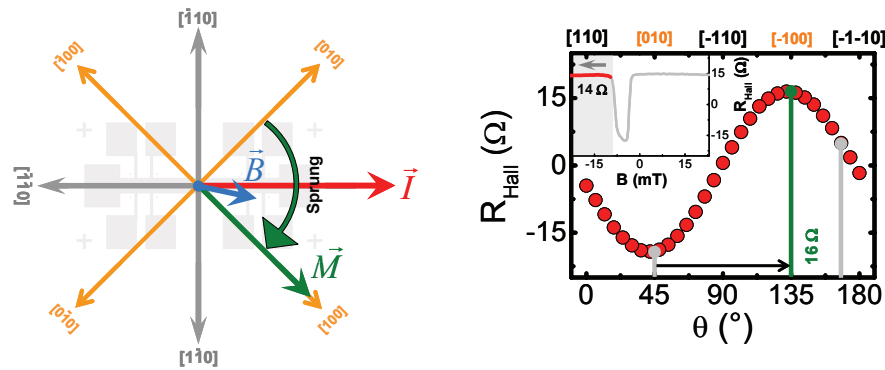 [1̄10]
[1̄00]
[010]
B⃗
I⃗
[1̄1̄0]
Sprung
M⃗
[01̄0]
[100]
[11̄0]
[110] [010] [-110] [-100] [-1-10]
R_Hall (Ω)
15
0
-15
14 Ω
15
0
-15
R_Hall (Ω)
-15 0 15
B (mT)
16 Ω
0 45 90 135 180
θ (°)